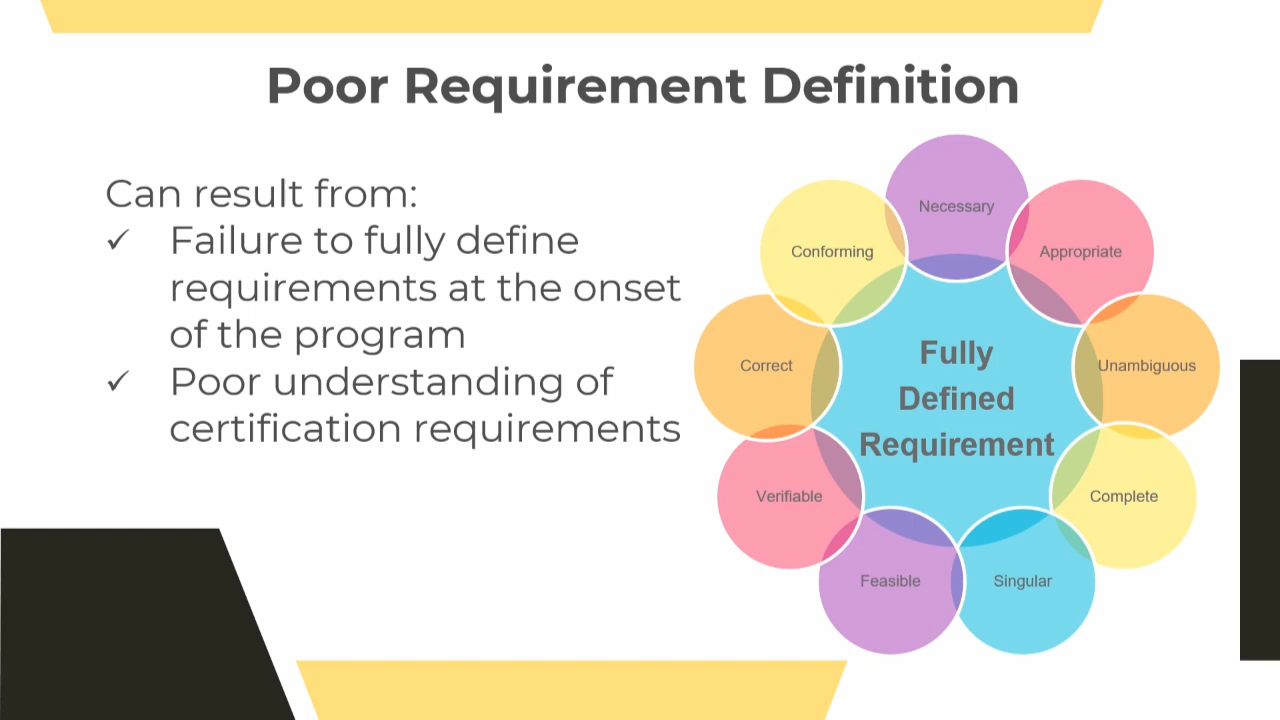 Poor Requirement Definition
Can result from:
✓ Failure to fully define
requirements at the onset
of the program
✓ Poor understanding of
certification requirements
Necessary
Appropriate
Unambiguous
Complete
Singular
Feasible
Verifiable
Correct
Conforming
Fully
Defined
Requirement